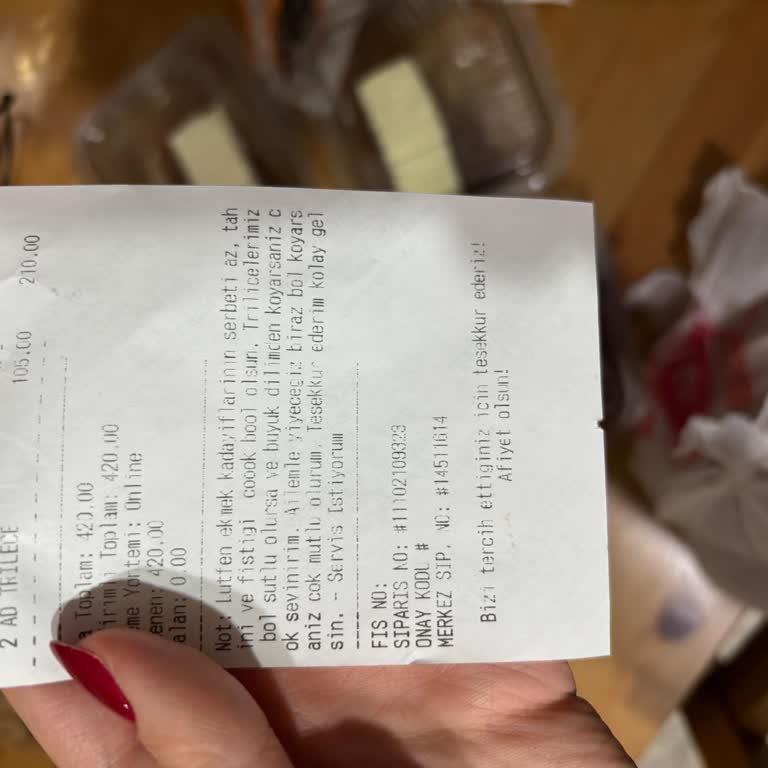 2 AD TRILECE 105.00 210.00
Toplam: 420.00
Toplam: 420.00
Online
420.00
0.00
Not: Lutfen ekmek kadayiflarinin serbeti az, tah
ini ve fistigi coook bool olsun. Trilicelerimiz
bol sutlu olursa ve buyuk dilimden koyarsaniz c
ok sevinirim. Ailemle yiyecegiz biraz bol koyars
aniz cok mutlu olurum. Tesekkur ederim kolay gel
sin. - Servis Istiyorum
FIS NO:
SIPARIS NO: #11102109323
ONAY KODU #
MERKEZ SIP. NO: #14511614
Bizi tercih ettiginiz icin tesekkur ederiz!
Afiyet olsun!